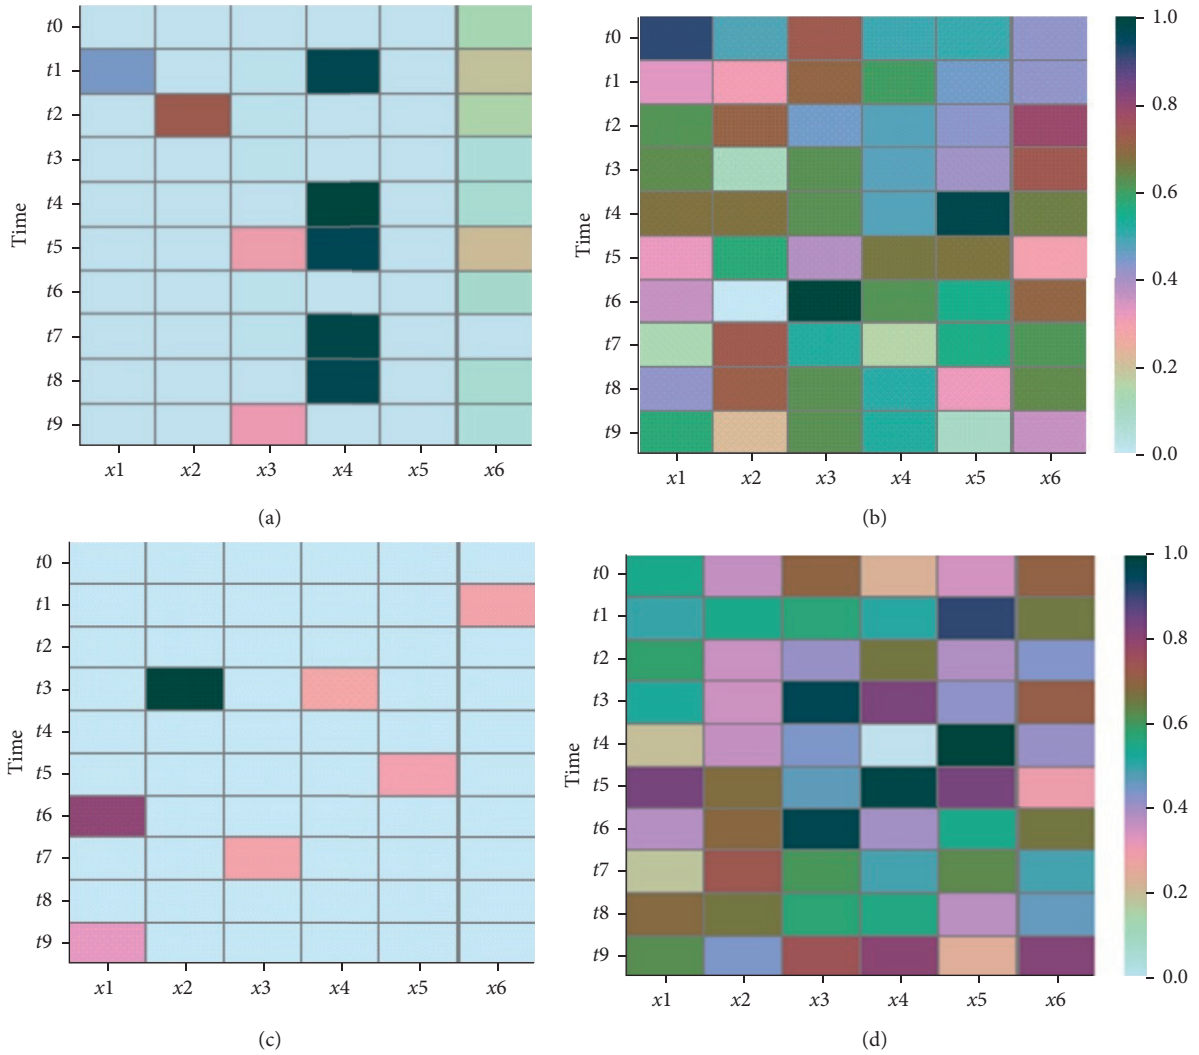 Time
t0
t1
t2
t3
t4
t5
t6
t7
t8
t9
x1 x2 x3 x4 x5 x6
(a)
Time
t0
t1
t2
t3
t4
t5
t6
t7
t8
t9
x1 x2 x3 x4 x5 x6
1.0
0.8
0.6
0.4
0.2
0.0
(b)
Time
t0
t1
t2
t3
t4
t5
t6
t7
t8
t9
x1 x2 x3 x4 x5 x6
(c)
Time
t0
t1
t2
t3
t4
t5
t6
t7
t8
t9
x1 x2 x3 x4 x5 x6
1.0
0.8
0.6
0.4
0.2
0.0
(d)